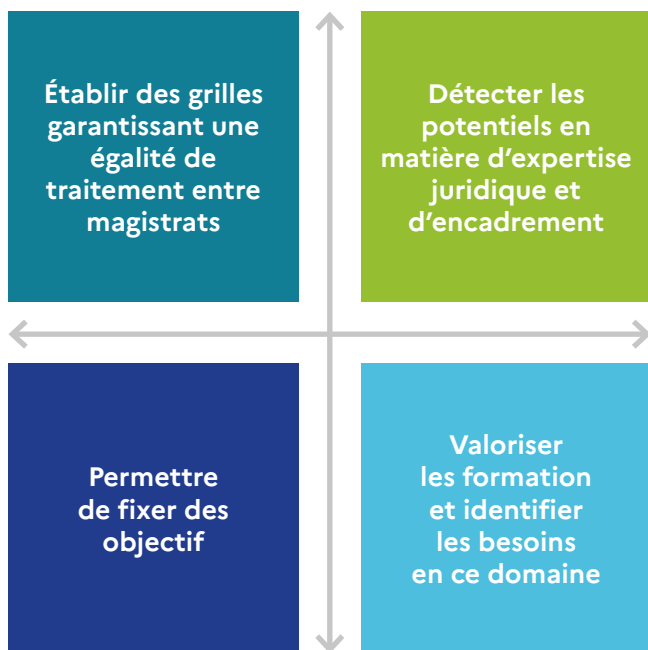 Établir des grilles
garantissant une
égalité de
traitement entre
magistrats
Détecter les
potentiels en
matière d’expertise
juridique et
d’encadrement
Permettre
de fixer des
objectif
Valoriser
les formation
et identifier
les besoins
en ce domaine